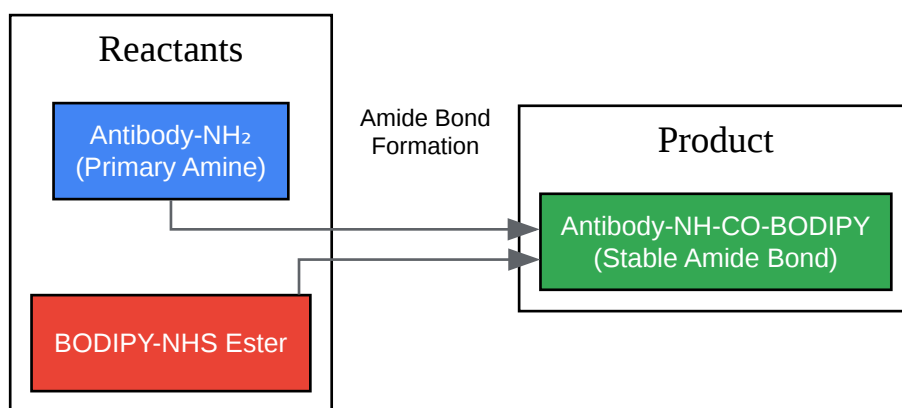 Reactants
Antibody-NH₂
(Primary Amine)
BODIPY-NHS Ester
Amide Bond
Formation
Product
Antibody-NH-CO-BODIPY
(Stable Amide Bond)